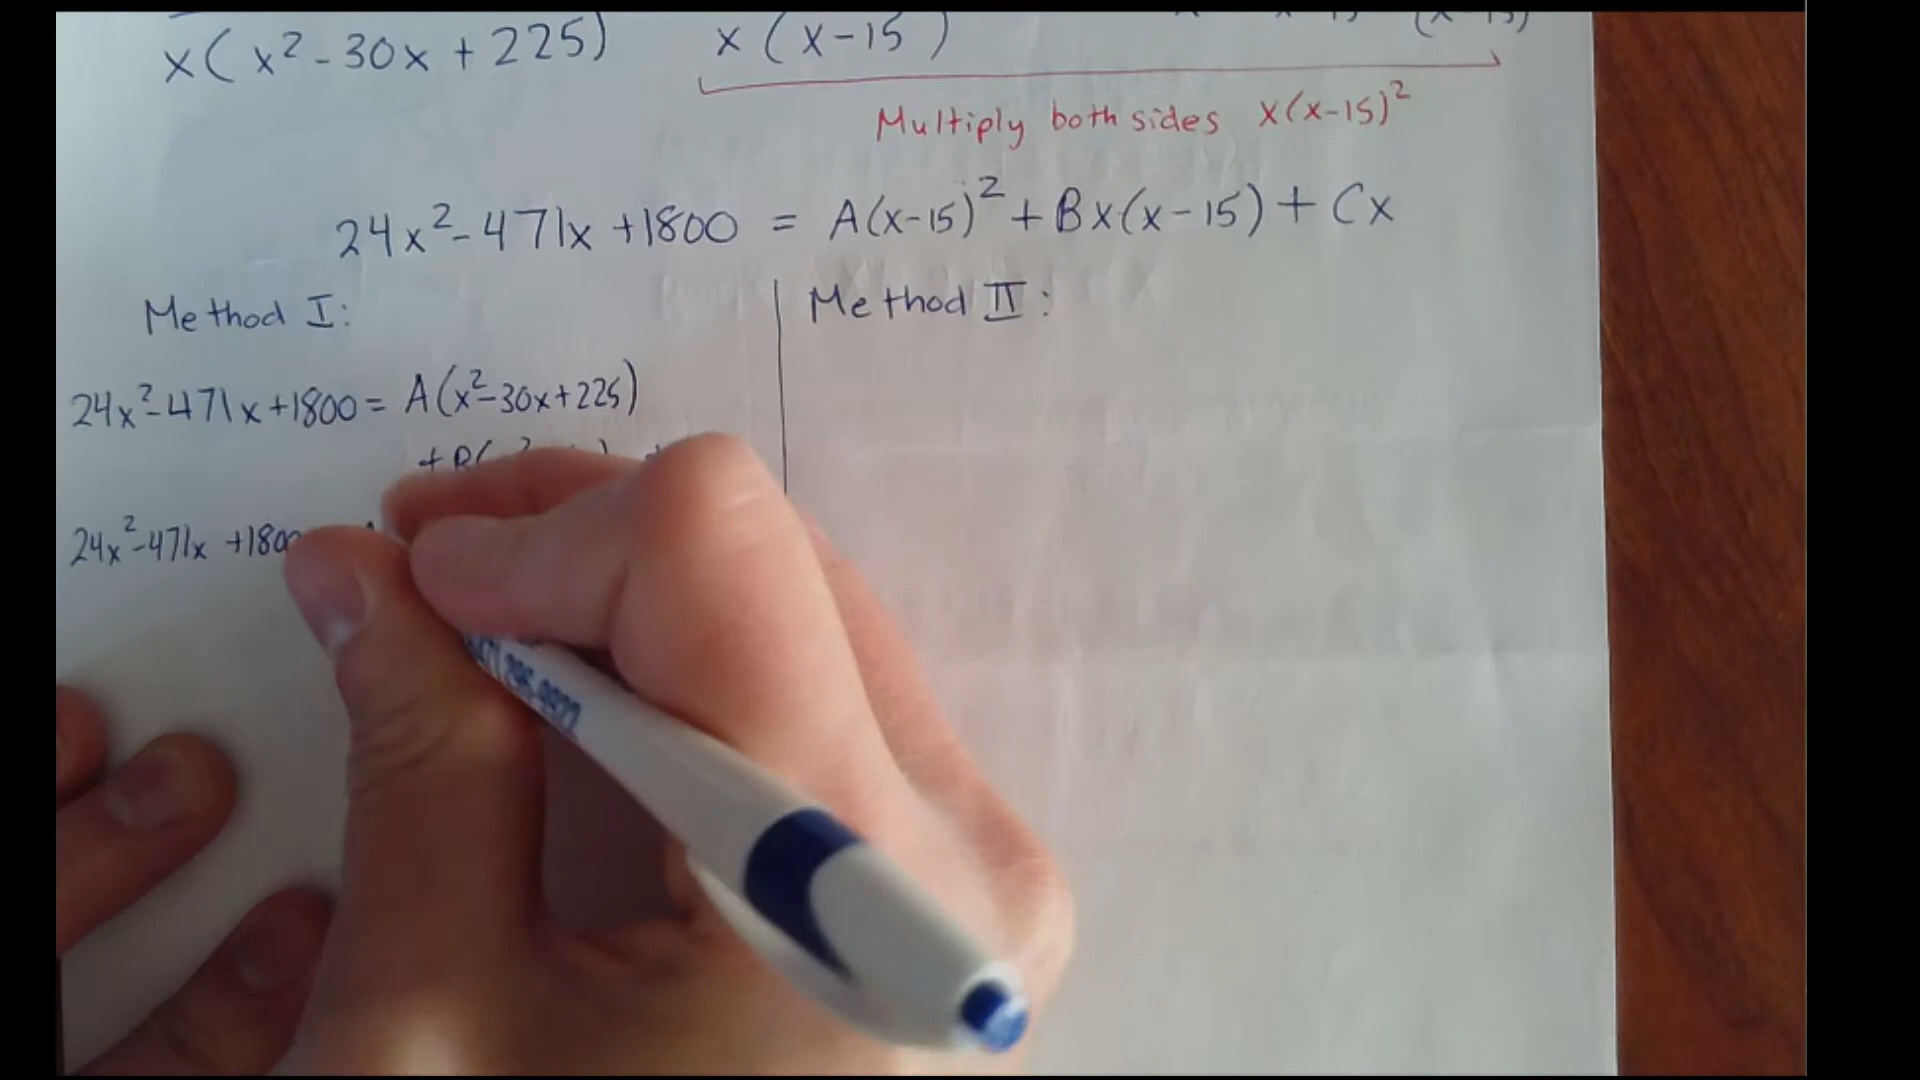 x(x²-30x+225) x(x-15)
Multiply both sides x(x-15)²
24x²-471x+1800 = A(x-15)²+Bx(x-15)+Cx
Method I:
Method II:
24x²-471x+1800= A(x²-30x+225)
+B(
24x²-471x +1800